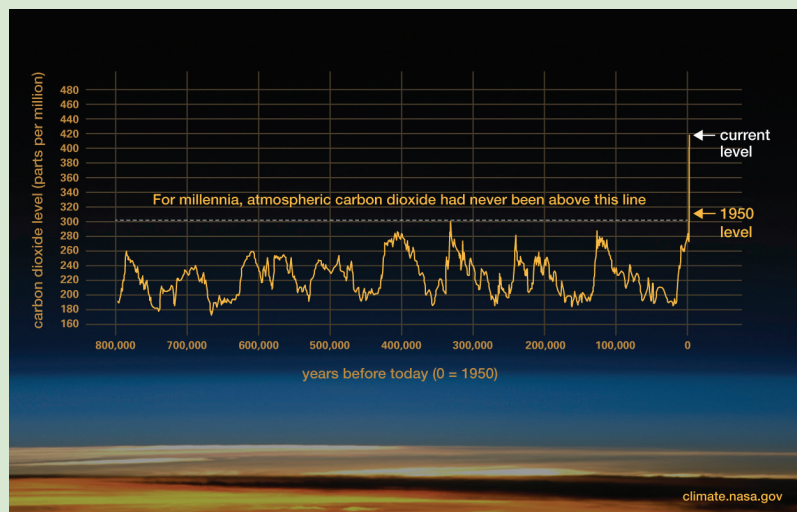 carbon dioxide level (parts per million)
480
460
440
420
400
380
360
340
320
300
280
260
240
220
200
180
160
For millennia, atmospheric carbon dioxide had never been above this line
current
level
1950
level
800,000 700,000 600,000 500,000 400,000 300,000 200,000 100,000 0
years before today (0 = 1950)
climate.nasa.gov